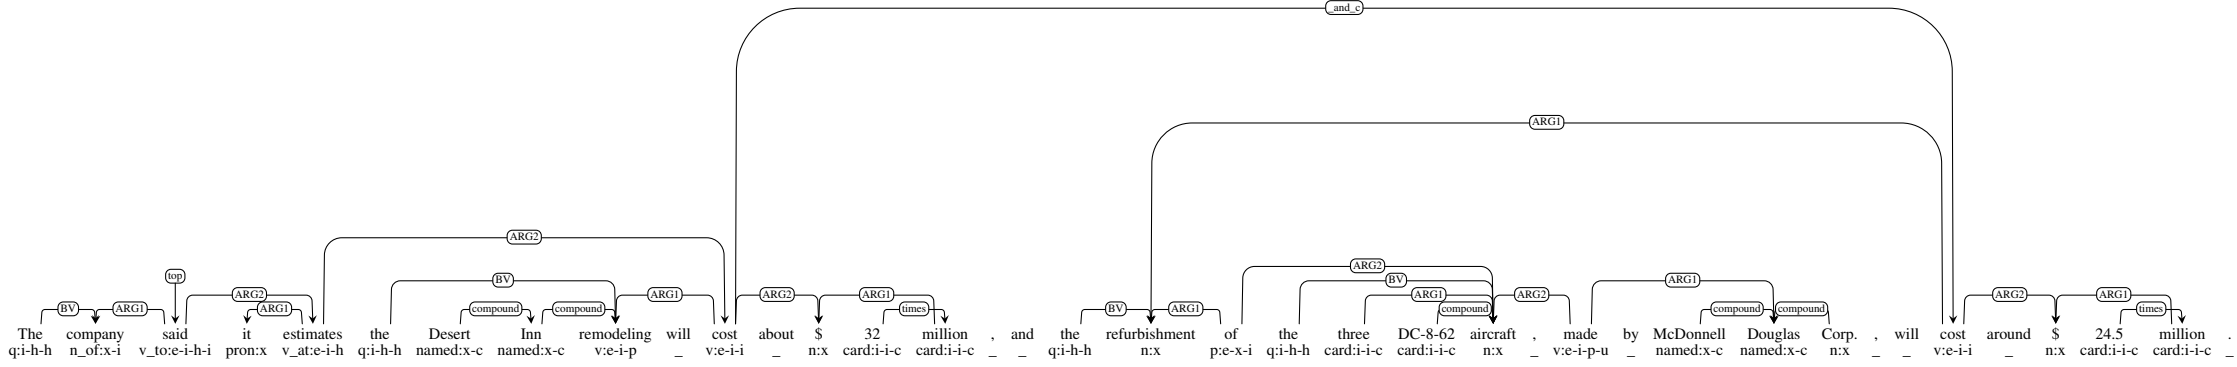 _and_c
ARG1
ARG2
top BV ARG2
ARG2 ARG1 BV ARG1 ARG2 ARG1 ARG1 ARG2 ARG2 ARG1
BV ARG1 ARG1 compound compound times BV ARG1 compound compound compound times
The company said it estimates the Desert Inn remodeling will cost about $ 32 million , and the refurbishment of the three DC-8-62 aircraft , made by McDonnell Douglas Corp. , will cost around $ 24.5 million .
q:i-h-h n_of:x-i v_to:e-i-h-i pron:x v_at:e-i-h q:i-h-h named:x-c named:x-c v:e-i-p _ v:e-i-i _ n:x card:i-i-c card:i-i-c _ _ q:i-h-h n:x p:e-x-i q:i-h-h card:i-i-c card:i-i-c n:x _ v:e-i-p-u _ named:x-c named:x-c n:x _ _ v:e-i-i _ n:x card:i-i-c card:i-i-c _